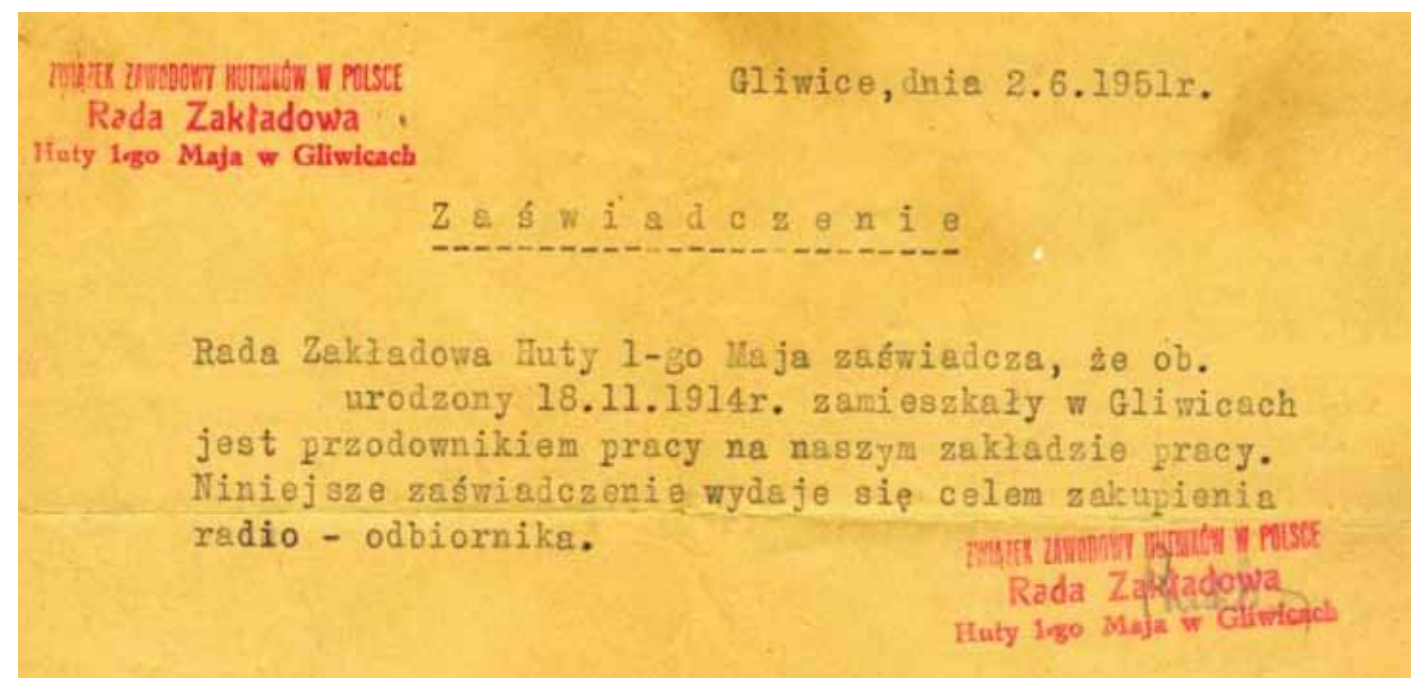 ZWIĄZEK ZAWODOWY HUTNIKÓW W POLSCE
Rada Zakładowa
Huty 1-go Maja w Gliwicach
Gliwice, dnia 2.6.1951r.
Zaświadczenie
Rada Zakładowa Huty 1-go Maja zaświadcza, że ob.
urodzony 18.11.1914r. zamieszkały w Gliwicach
jest przodownikiem pracy na naszym zakładzie pracy.
Niniejsze zaświadczenie wydaje się celem zakupienia
radio - odbiornika.
ZWIĄZEK ZAWODOWY HUTNIKÓW W POLSCE
Rada Zakładowa
Huty 1-go Maja w Gliwicach